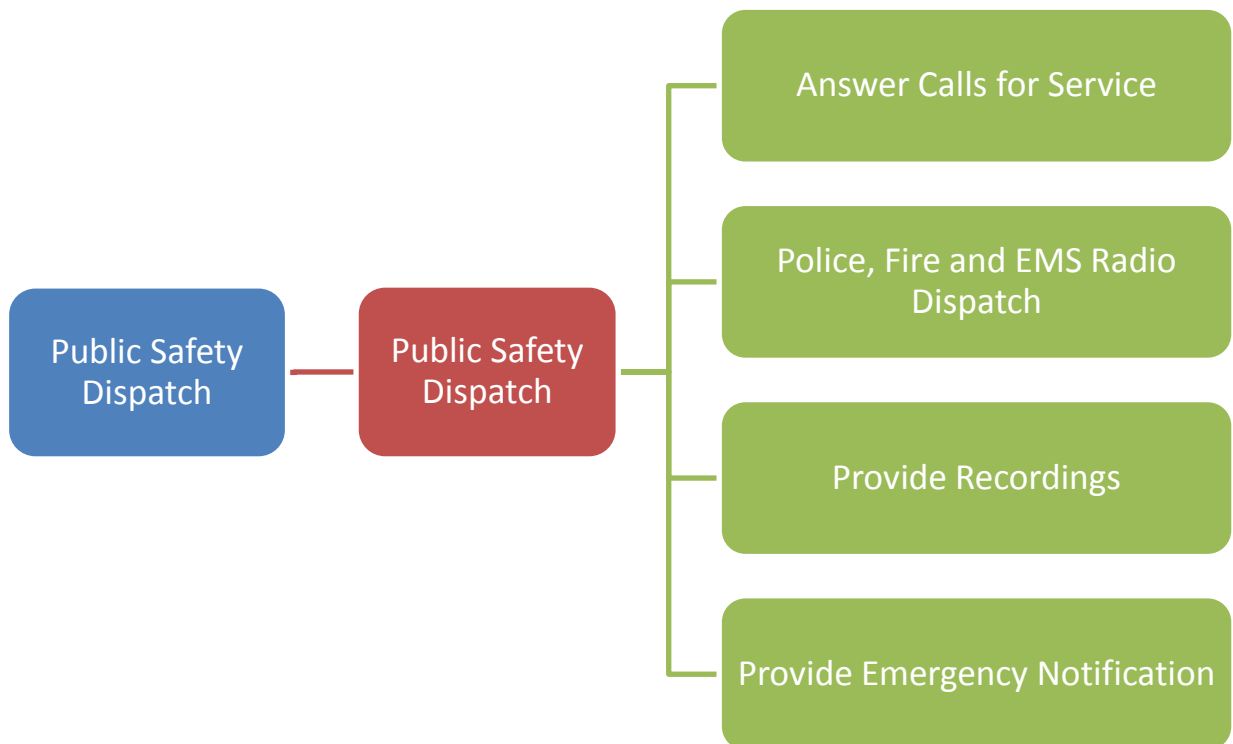 Public Safety
Dispatch
Public Safety
Dispatch
Answer Calls for Service
Police, Fire and EMS Radio
Dispatch
Provide Recordings
Provide Emergency Notification